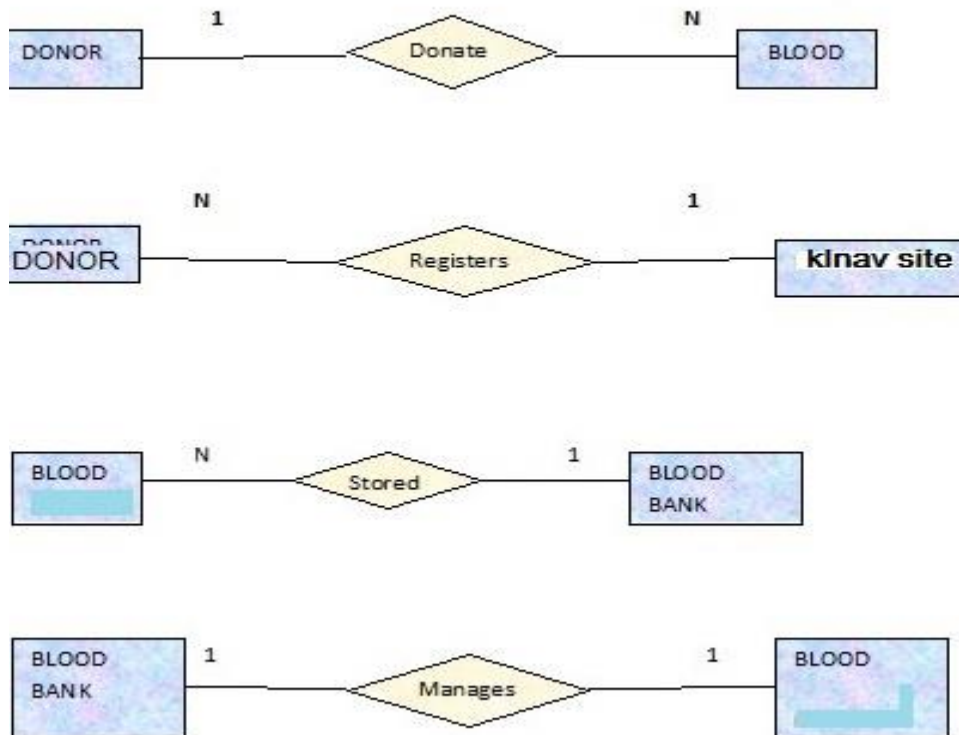 1 N
DONOR Donate BLOOD
N 1
DONOR
DONOR Registers klnav site
N 1
BLOOD Stored BLOOD
BANK
1 1
BLOOD Manages BLOOD
BANK